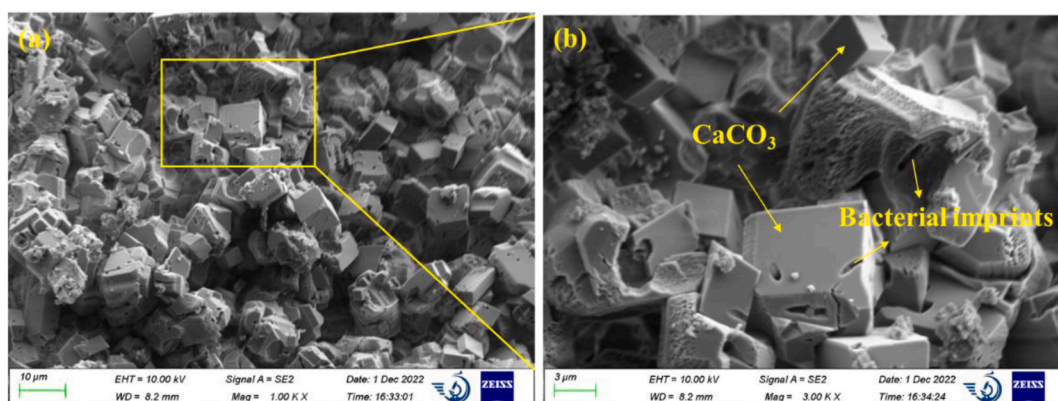 (a)
10 µm
EHT = 10.00 kV
WD = 8.2 mm
Signal A = SE2
Mag = 1.00 K X
Date: 1 Dec 2022
Time: 16:33:01
ZEISS
(b)
CaCO₃
Bacterial imprints
3 µm
EHT = 10.00 kV
WD = 8.2 mm
Signal A = SE2
Mag = 3.00 K X
Date: 1 Dec 2022
Time: 16:34:24
ZEISS